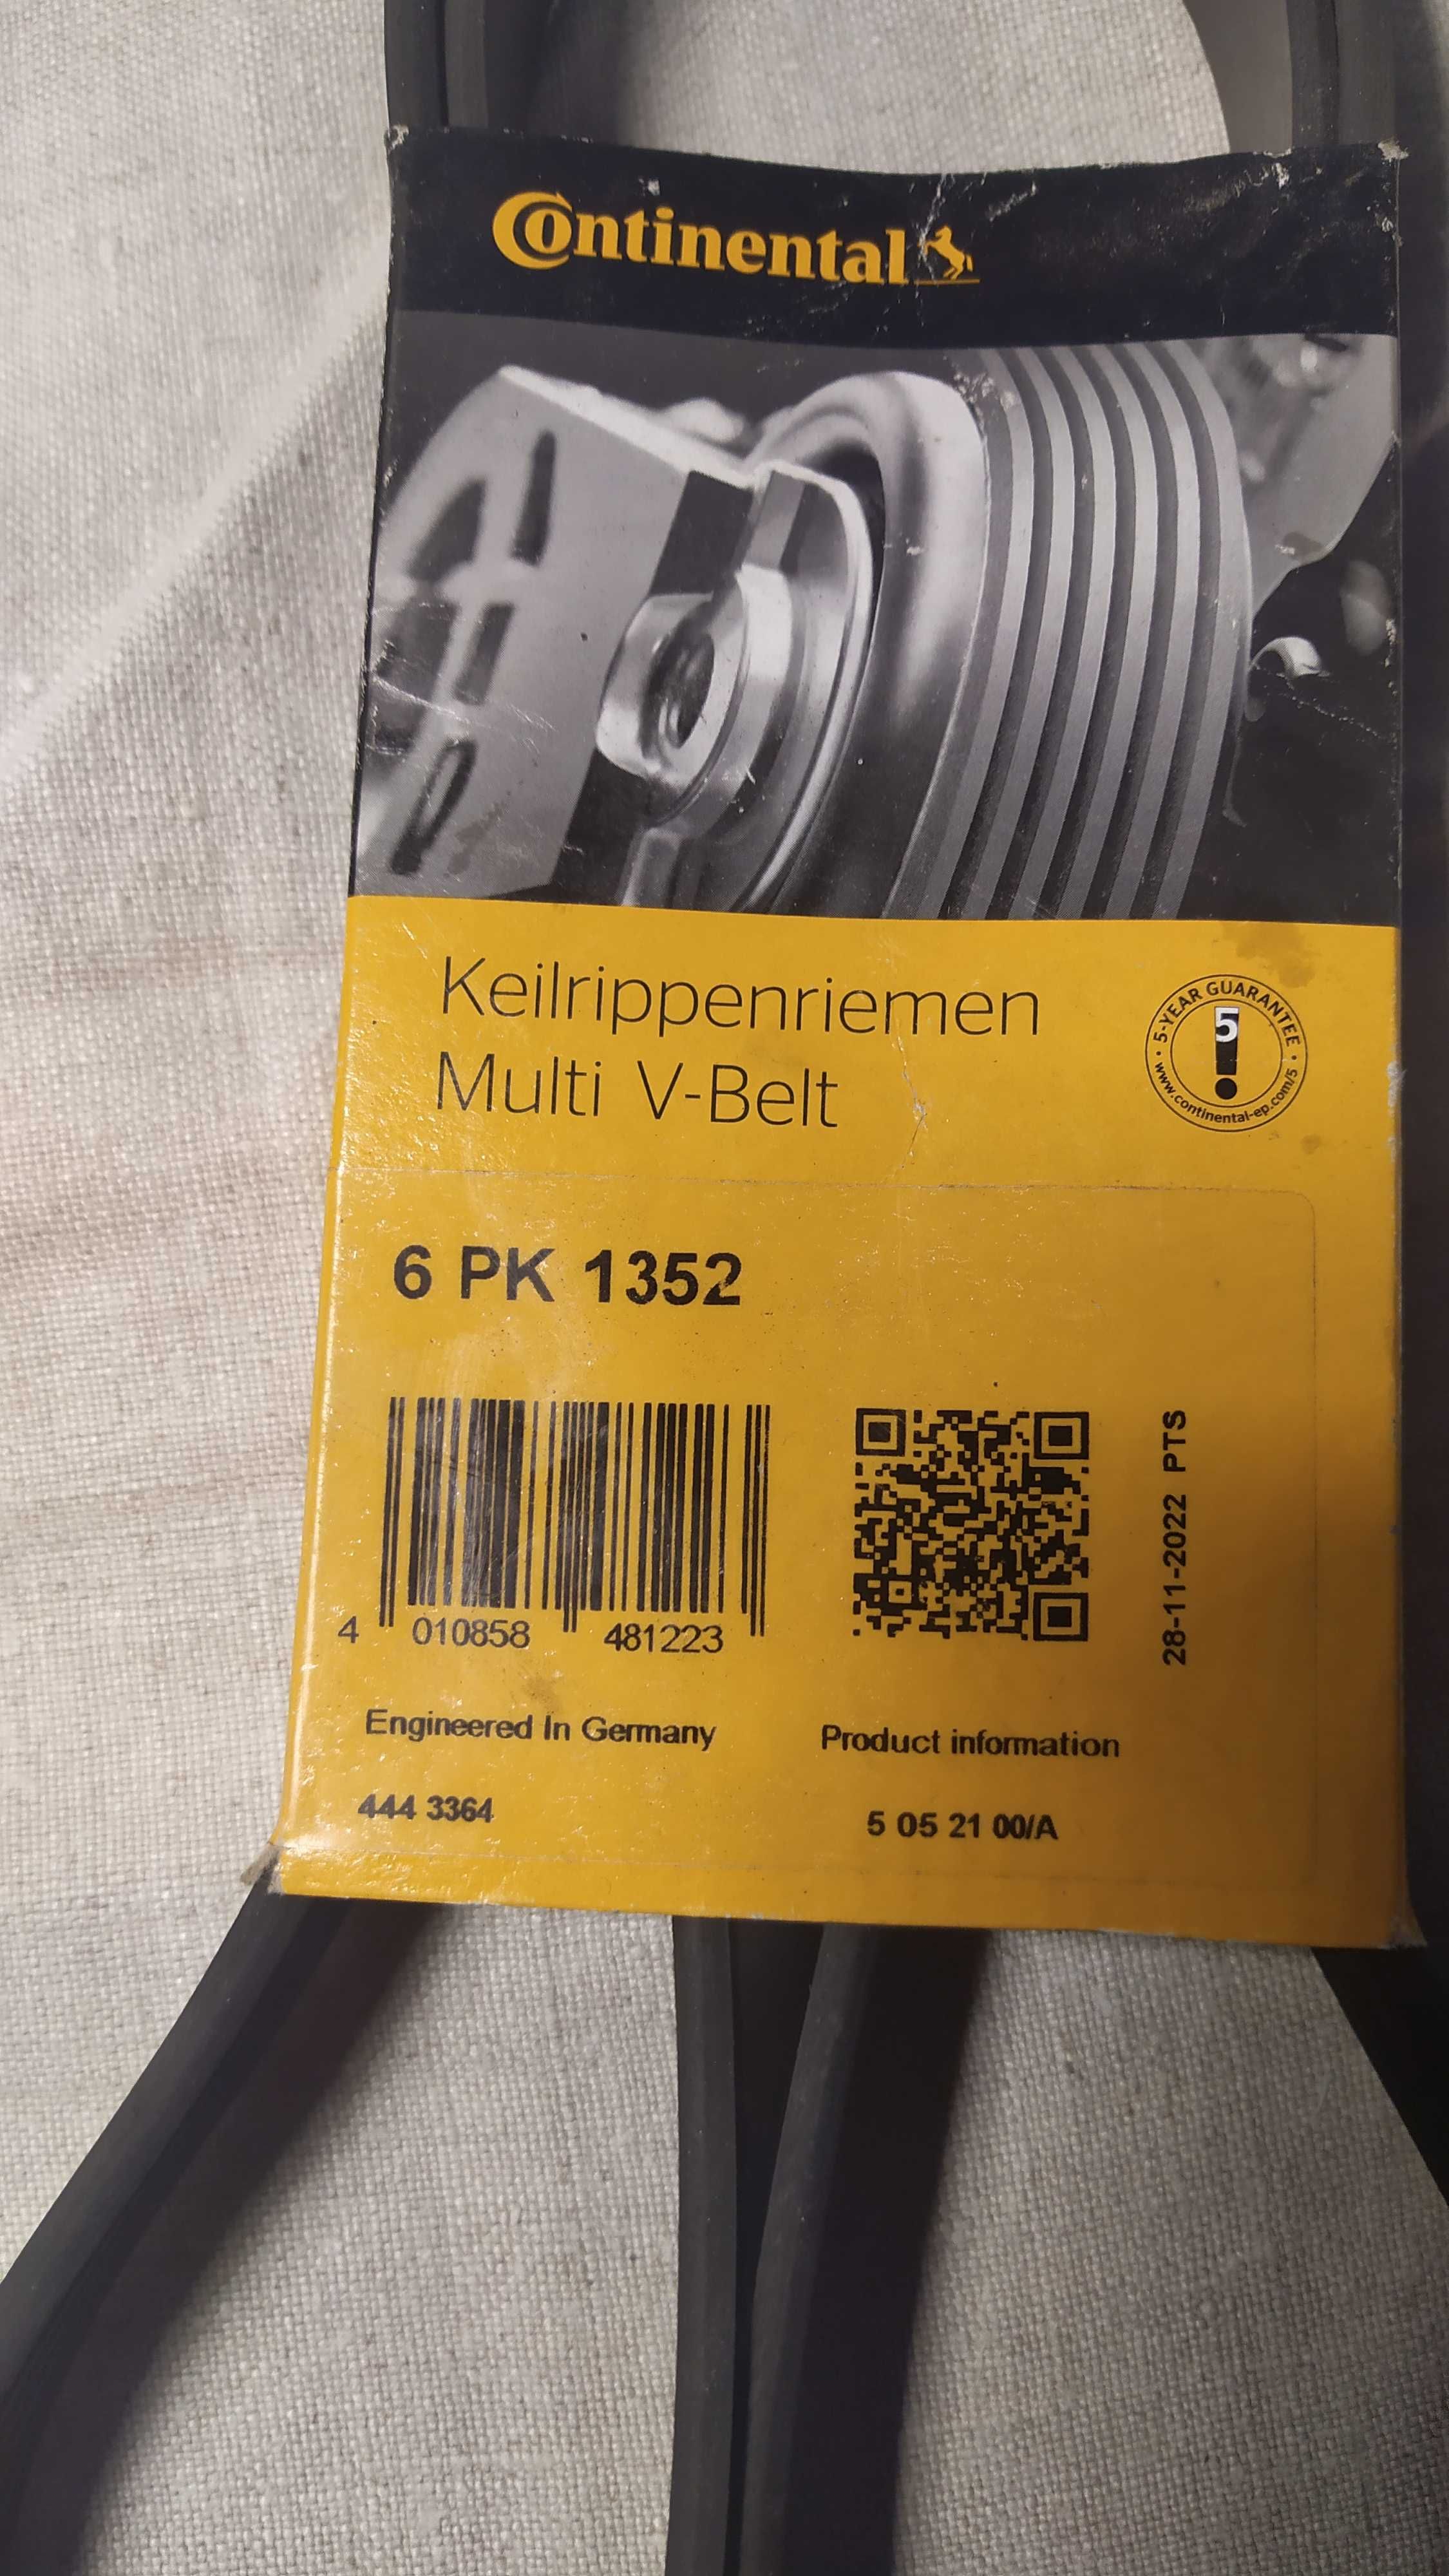 Continental
Keilrippenriemen
Multi V-Belt
5-YEAR GUARANTEE
5
www.continental-ep.com/5
6 PK 1352
4 010858 481223
28-11-2022 PTS
Engineered In Germany
Product information
444 3364
5 05 21 00/A